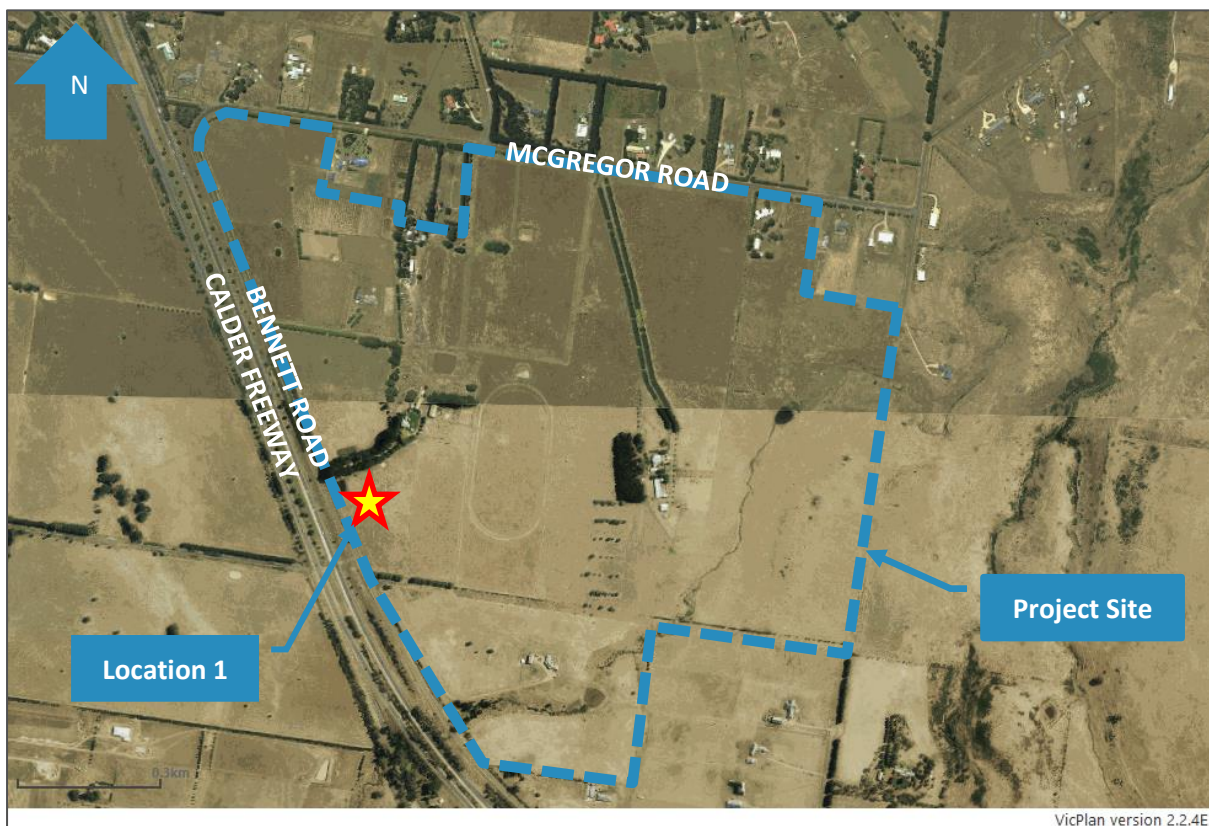 N
MCGREGOR ROAD
BENNETT ROAD
CALDER FREEWAY
Location 1
Project Site
0.3km
VicPlan version 2.2.4E